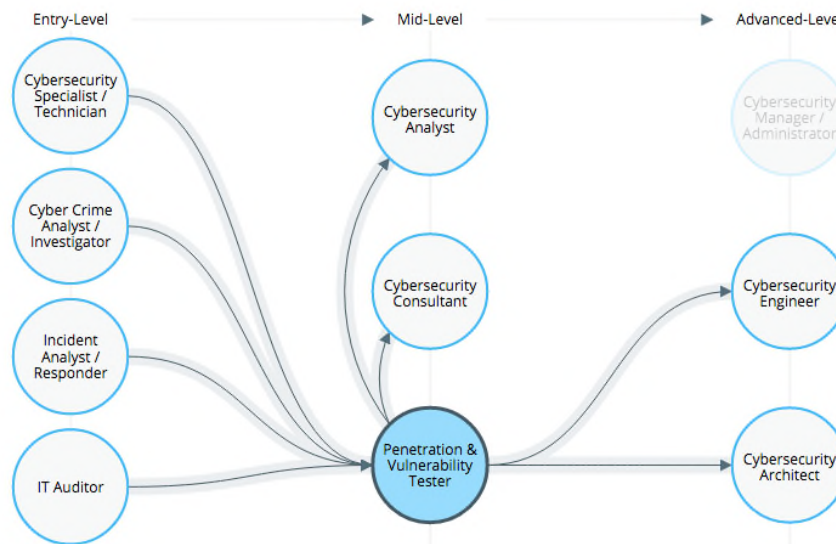 Entry-Level
Mid-Level
Advanced-Level
Cybersecurity
Specialist /
Technician
Cyber Crime
Analyst /
Investigator
Incident
Analyst /
Responder
IT Auditor
Cybersecurity
Analyst
Cybersecurity
Consultant
Penetration &
Vulnerability
Tester
Cybersecurity
Manager /
Administrator
Cybersecurity
Engineer
Cybersecurity
Architect